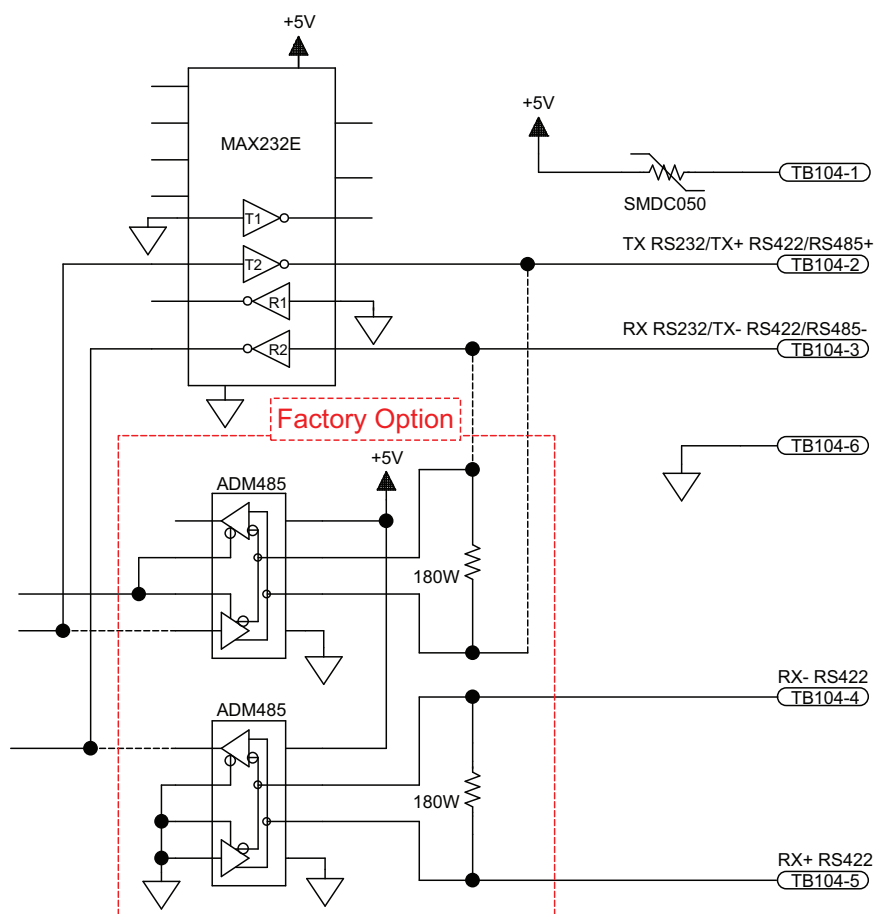 +5V
MAX232E
+5V
TB104-1
SMDC050
T1
TX RS232/TX+ RS422/RS485+
T2
TB104-2
R1
RX RS232/TX- RS422/RS485-
R2
TB104-3
Factory Option
TB104-6
+5V
ADM485
180W
RX- RS422
TB104-4
ADM485
180W
RX+ RS422
TB104-5